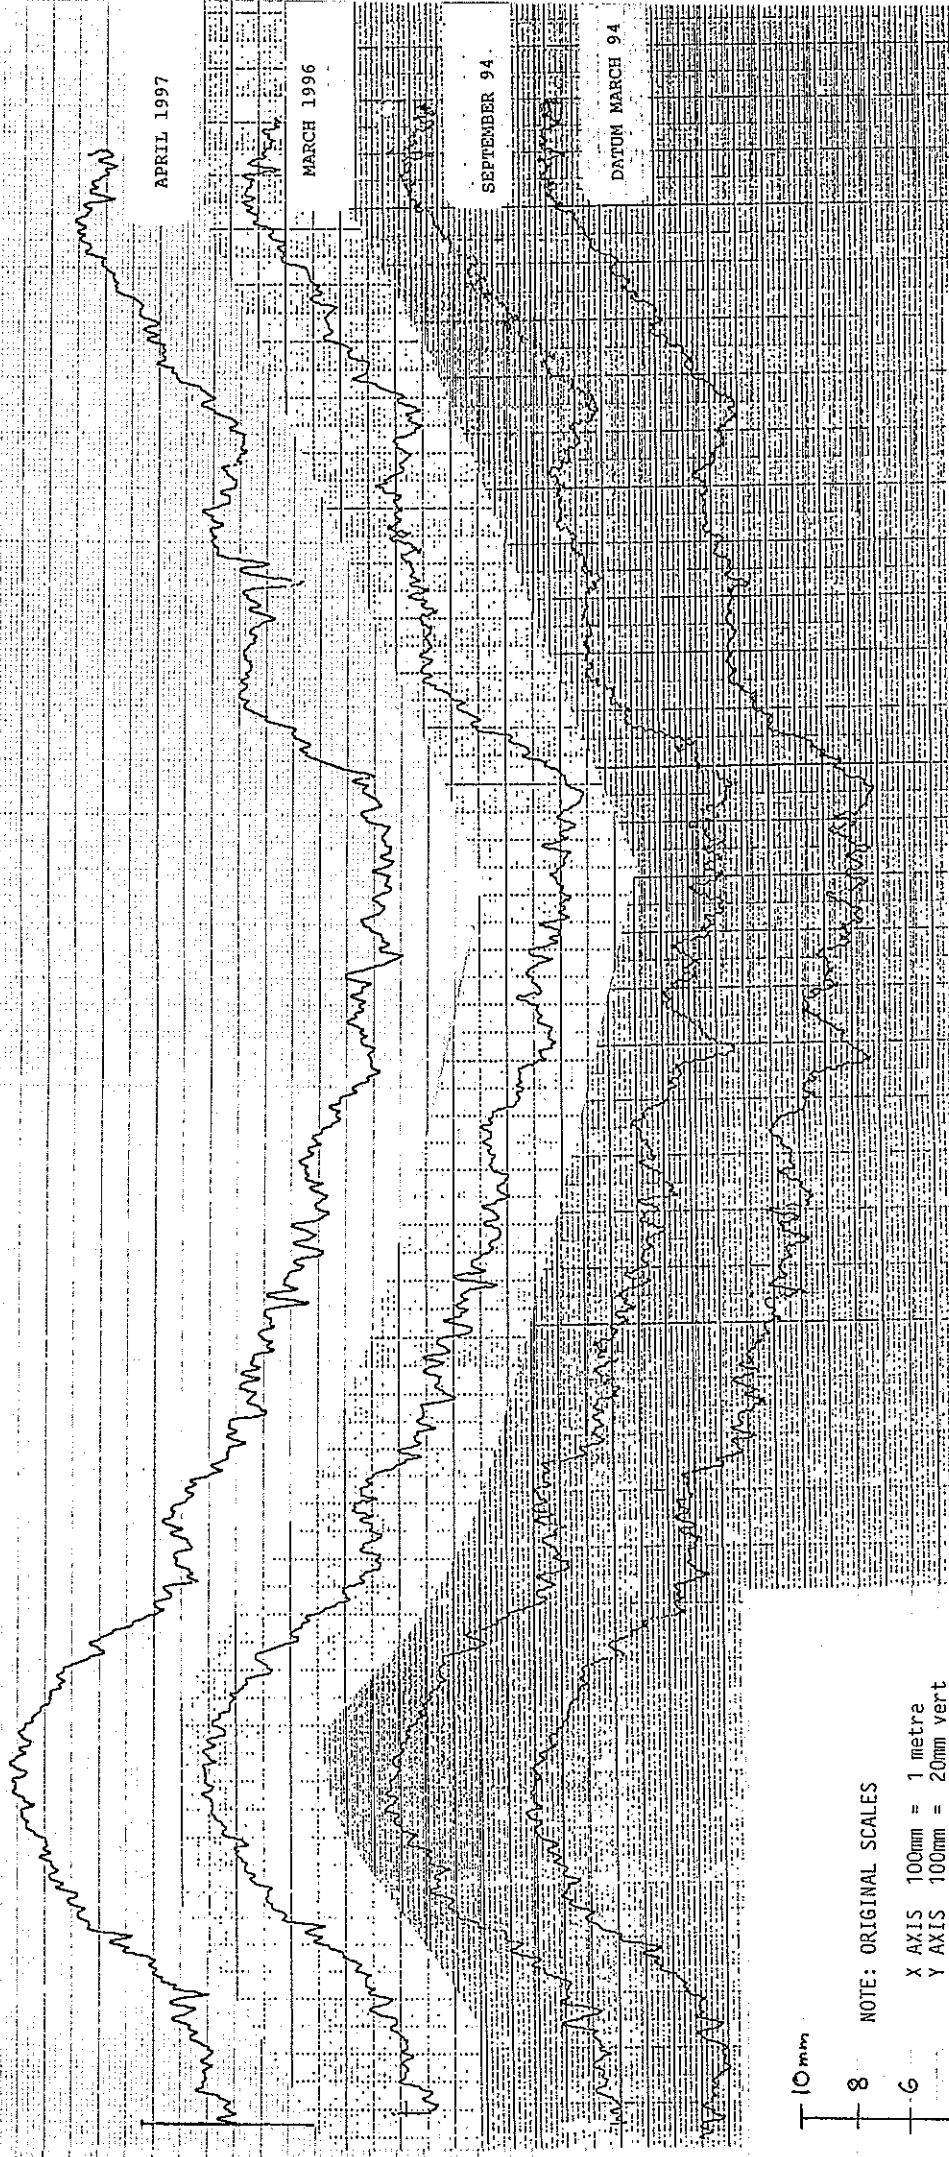 APRIL 1997
MARCH 1996
SEPTEMBER 94
DATUM MARCH 94
10mm
8
6
NOTE: ORIGINAL SCALES
X AXIS 100mm = 1 metre
Y AXIS 100mm = 20mm vert